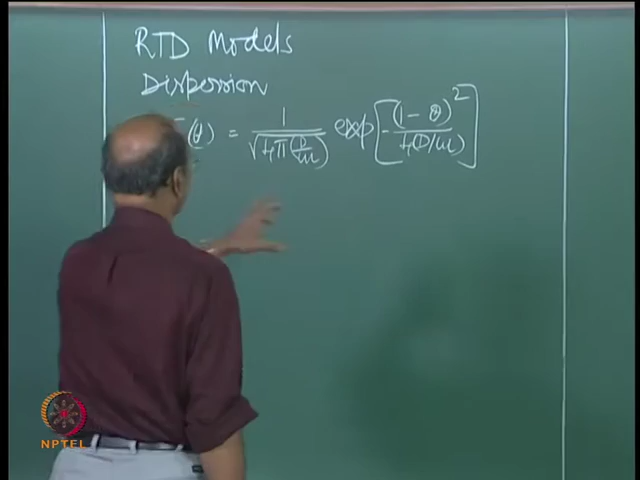 RTD Models
Dispersion
(θ) = 1 / √(4π(D/uL)) exp[-(1-θ)² / 4(D/uL)]
NPTEL